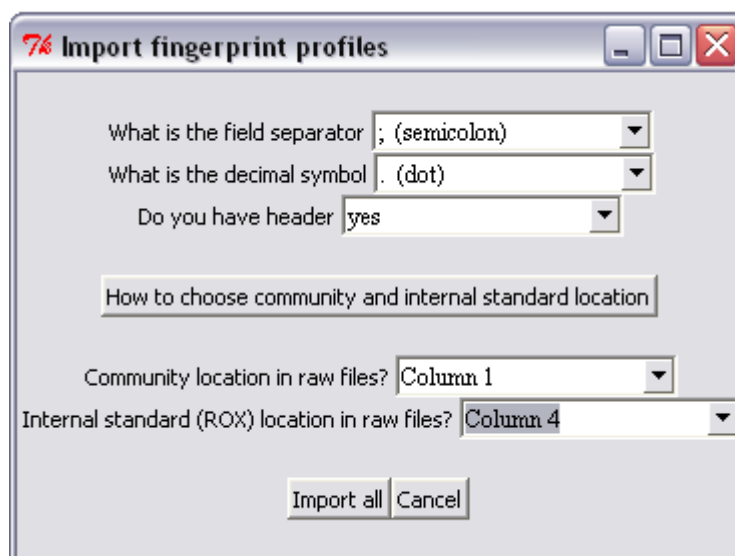 Import fingerprint profiles
What is the field separator ; (semicolon)
What is the decimal symbol . (dot)
Do you have header yes
How to choose community and internal standard location
Community location in raw files? Column 1
Internal standard (ROX) location in raw files? Column 4
Import all Cancel